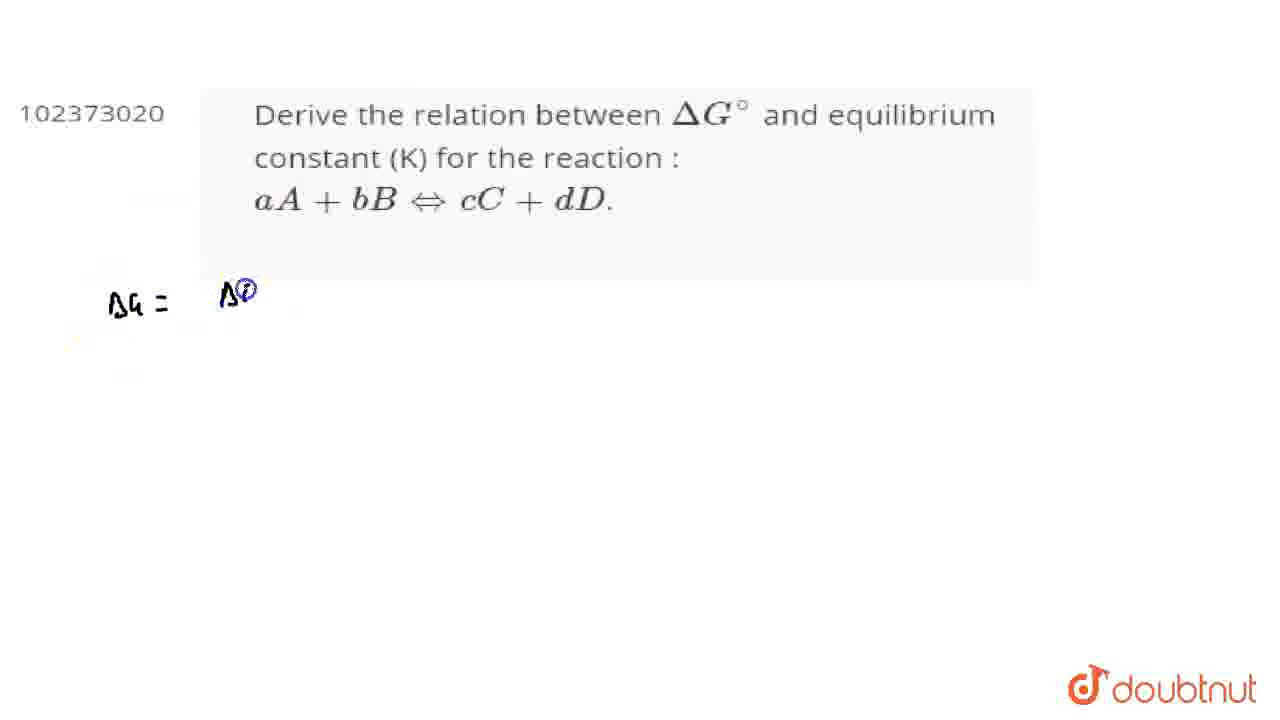 102373020
Derive the relation between ΔG° and equilibrium
constant (K) for the reaction :
aA + bB ⇔ cC + dD.
ΔG = Δ
doubtnut